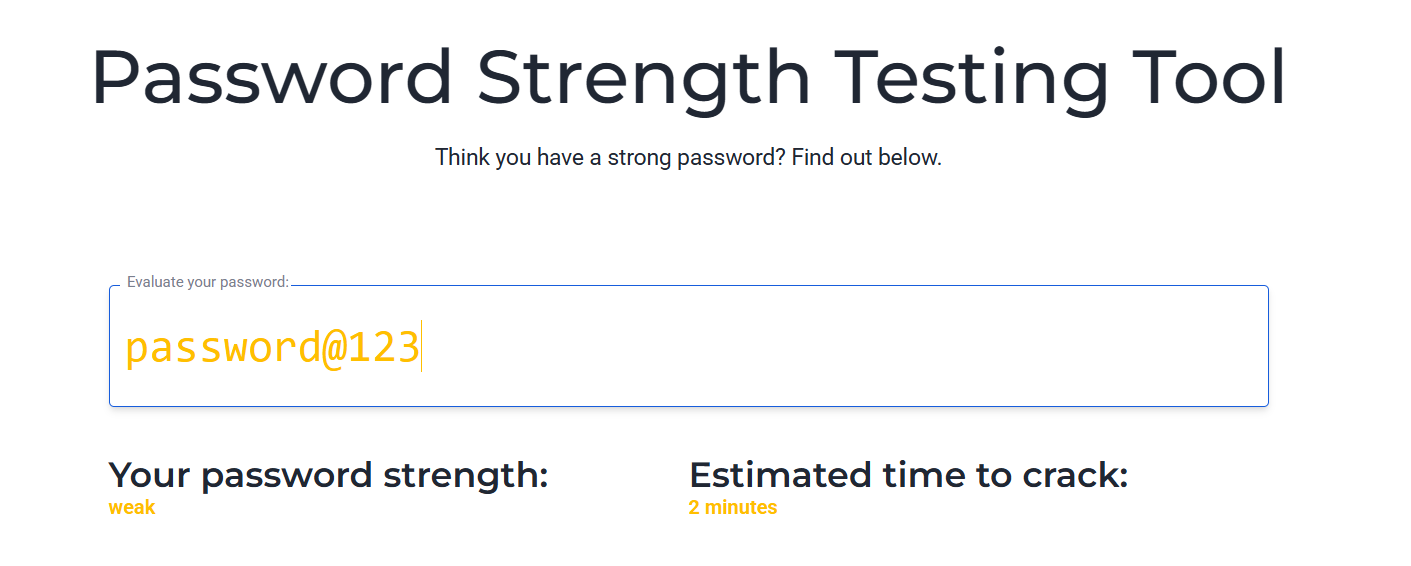 Password Strength Testing Tool
Think you have a strong password? Find out below.
Evaluate your password:
password@123
Your password strength:
weak
Estimated time to crack:
2 minutes